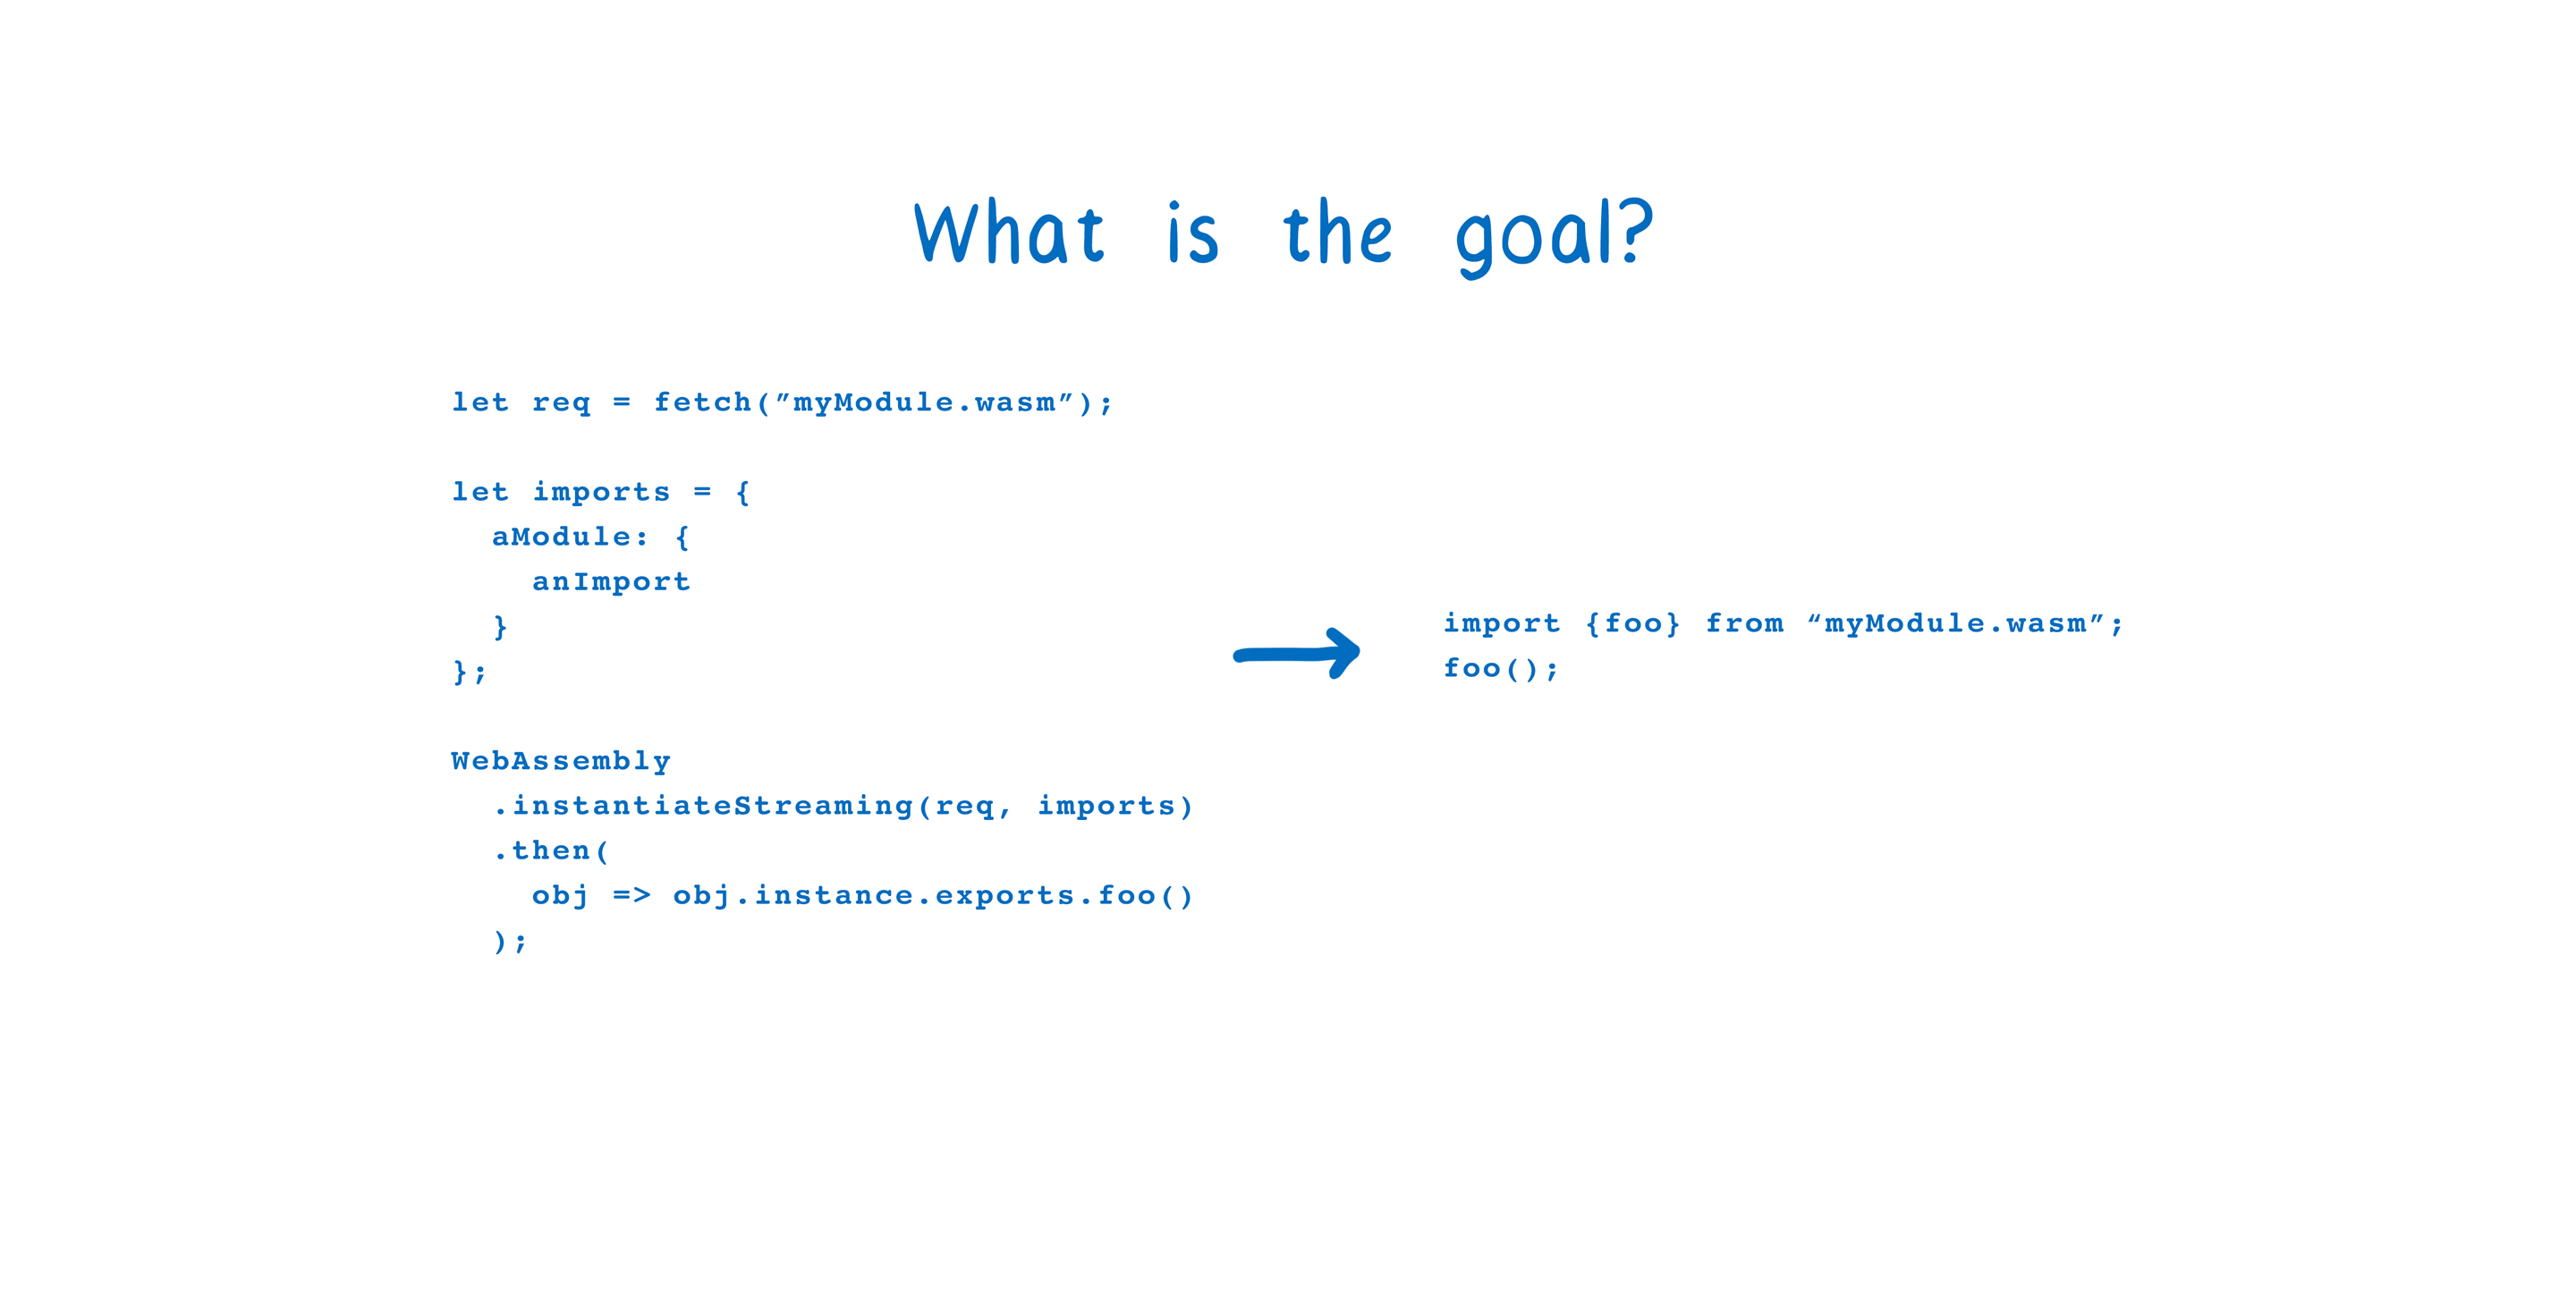 What is the goal?
let req = fetch(”myModule.wasm”);
let imports = {
  aModule: {
    anImport
  }
};
WebAssembly
  .instantiateStreaming(req, imports)
  .then(
    obj => obj.instance.exports.foo()
  );
import {foo} from “myModule.wasm”;
foo();